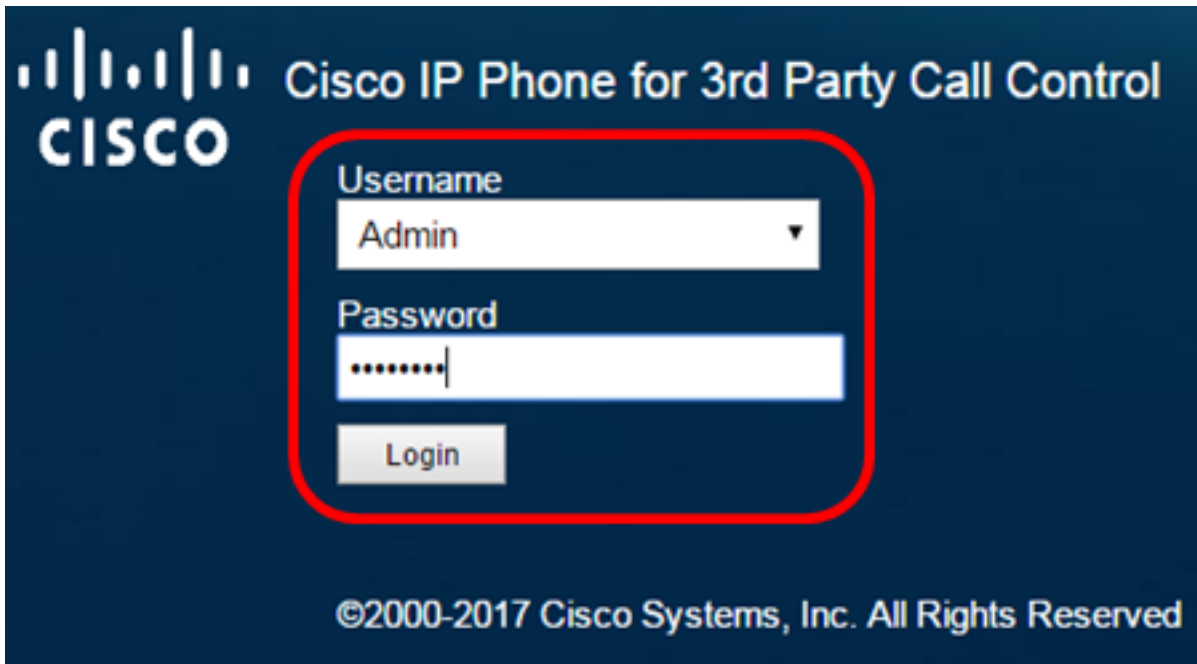 CISCO
Cisco IP Phone for 3rd Party Call Control
Username
Admin
Password
••••••••
Login
©2000-2017 Cisco Systems, Inc. All Rights Reserved